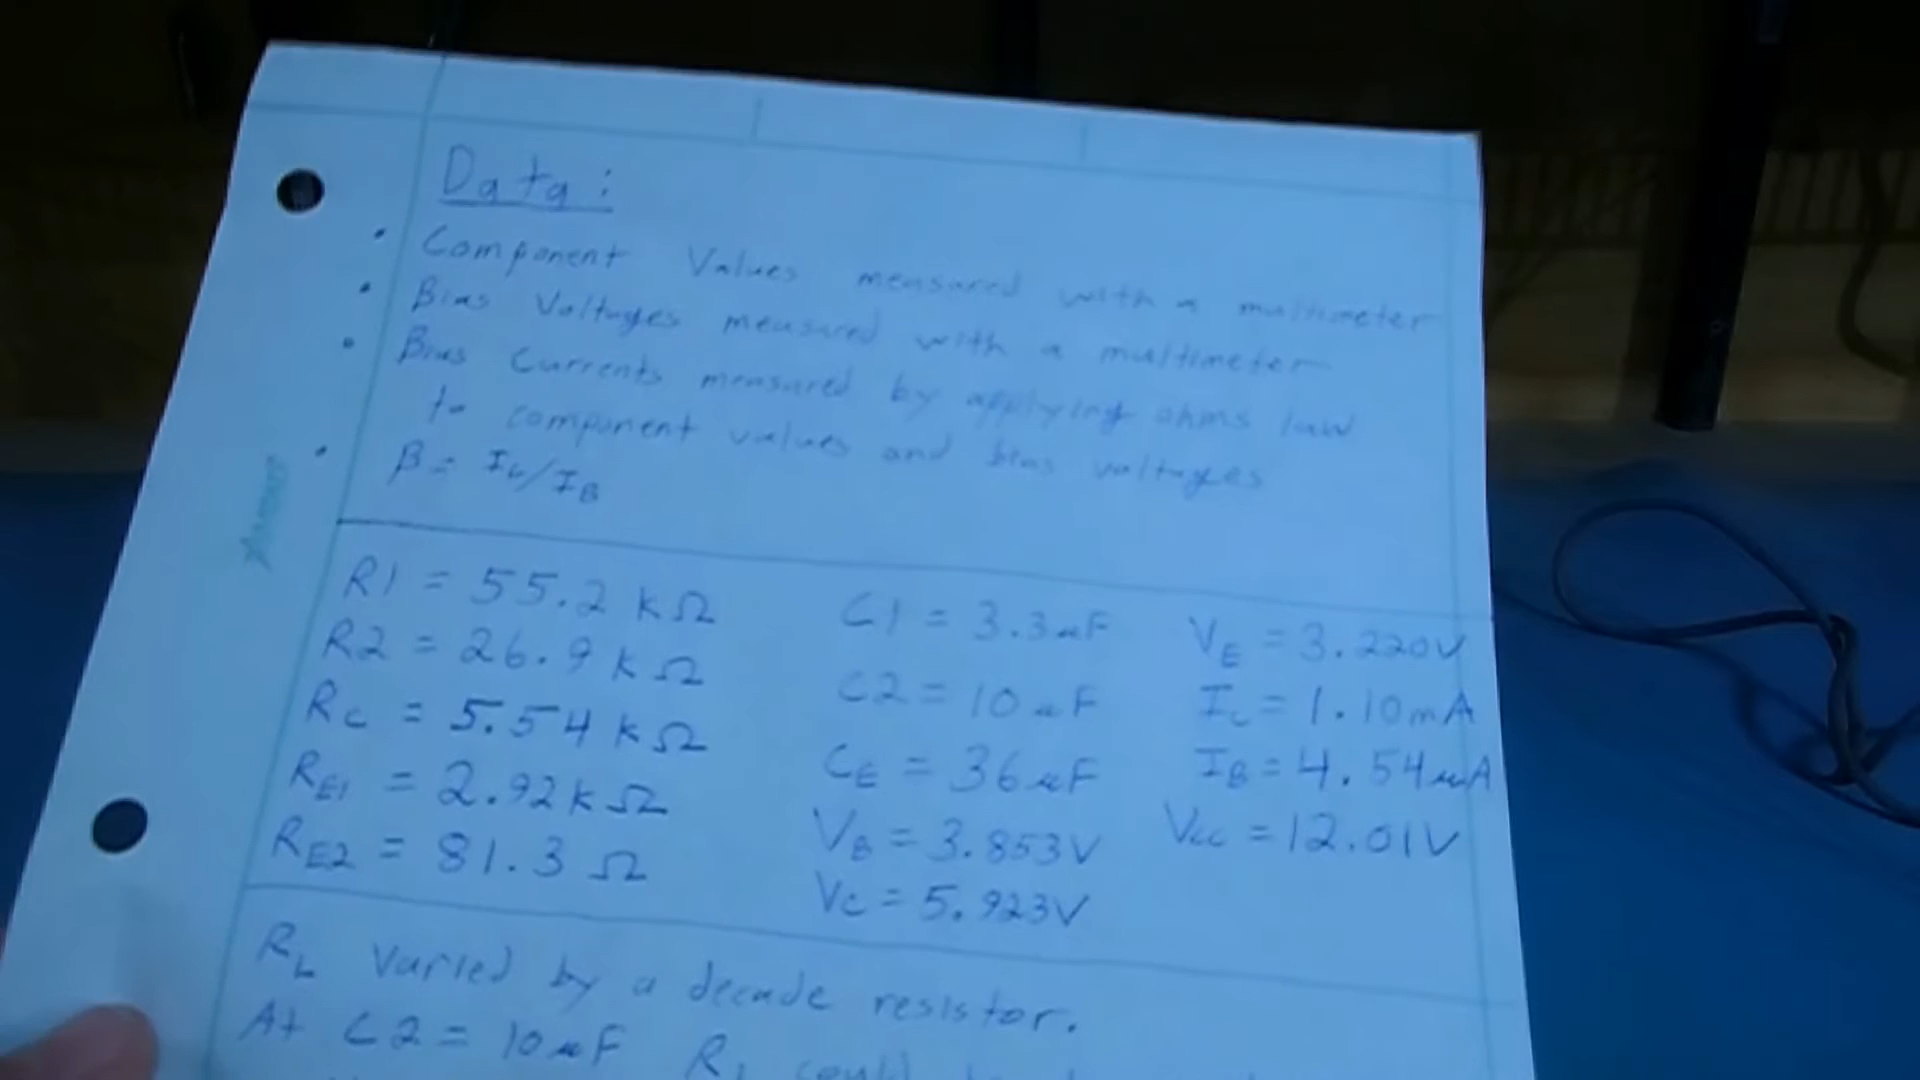 Data:
• Component Values measured with a multimeter
• Bias Voltages measured with a multimeter
• Bias Currents measured by applying ohms law
to component values and bias voltages
• β = Ic/IB
R1 = 55.2 kΩ
R2 = 26.9 kΩ
Rc = 5.54 kΩ
RE1 = 2.92 kΩ
RE2 = 81.3 Ω
C1 = 3.3 uF
C2 = 10 uF
CE = 36 uF
VB = 3.853V
Vc = 5.923V
VE = 3.220V
Ic = 1.10mA
IB = 4.54uA
Vcc = 12.01V
RL varied by a decade resistor.
At C2 = 10 uF